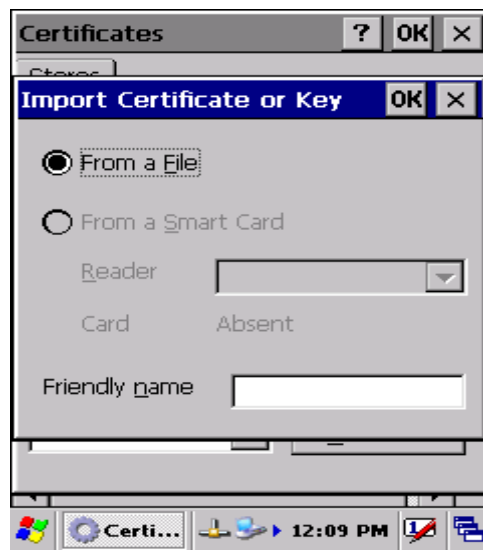 Certificates ? OK ×
Stores
Import Certificate or Key OK ×
From a File
From a Smart Card
Reader
Card Absent
Friendly name
Certi... 12:09 PM